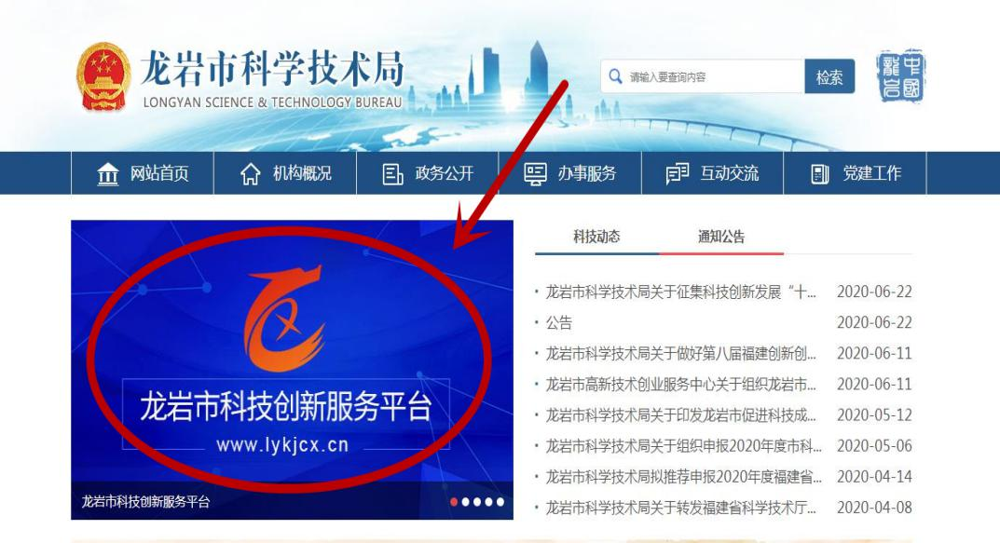 龙岩市科学技术局
LONGYAN SCIENCE & TECHNOLOGY BUREAU
请输入要查询内容
检索
中國
龍岩
网站首页
机构概况
政务公开
办事服务
互动交流
党建工作
龙岩市科技创新服务平台
www.lykjcx.cn
龙岩市科技创新服务平台
科技动态
通知公告
龙岩市科学技术局关于征集科技创新发展“十... 2020-06-22
公告 2020-06-22
龙岩市科学技术局关于做好第八届福建创新创... 2020-06-11
龙岩市高新技术创业服务中心关于组织龙岩市... 2020-06-11
龙岩市科学技术局关于印发龙岩市促进科技成... 2020-05-12
龙岩市科学技术局关于组织申报2020年度市科... 2020-05-06
龙岩市科学技术局拟推荐申报2020年度福建省... 2020-04-14
龙岩市科学技术局关于转发福建省科学技术厅... 2020-04-08